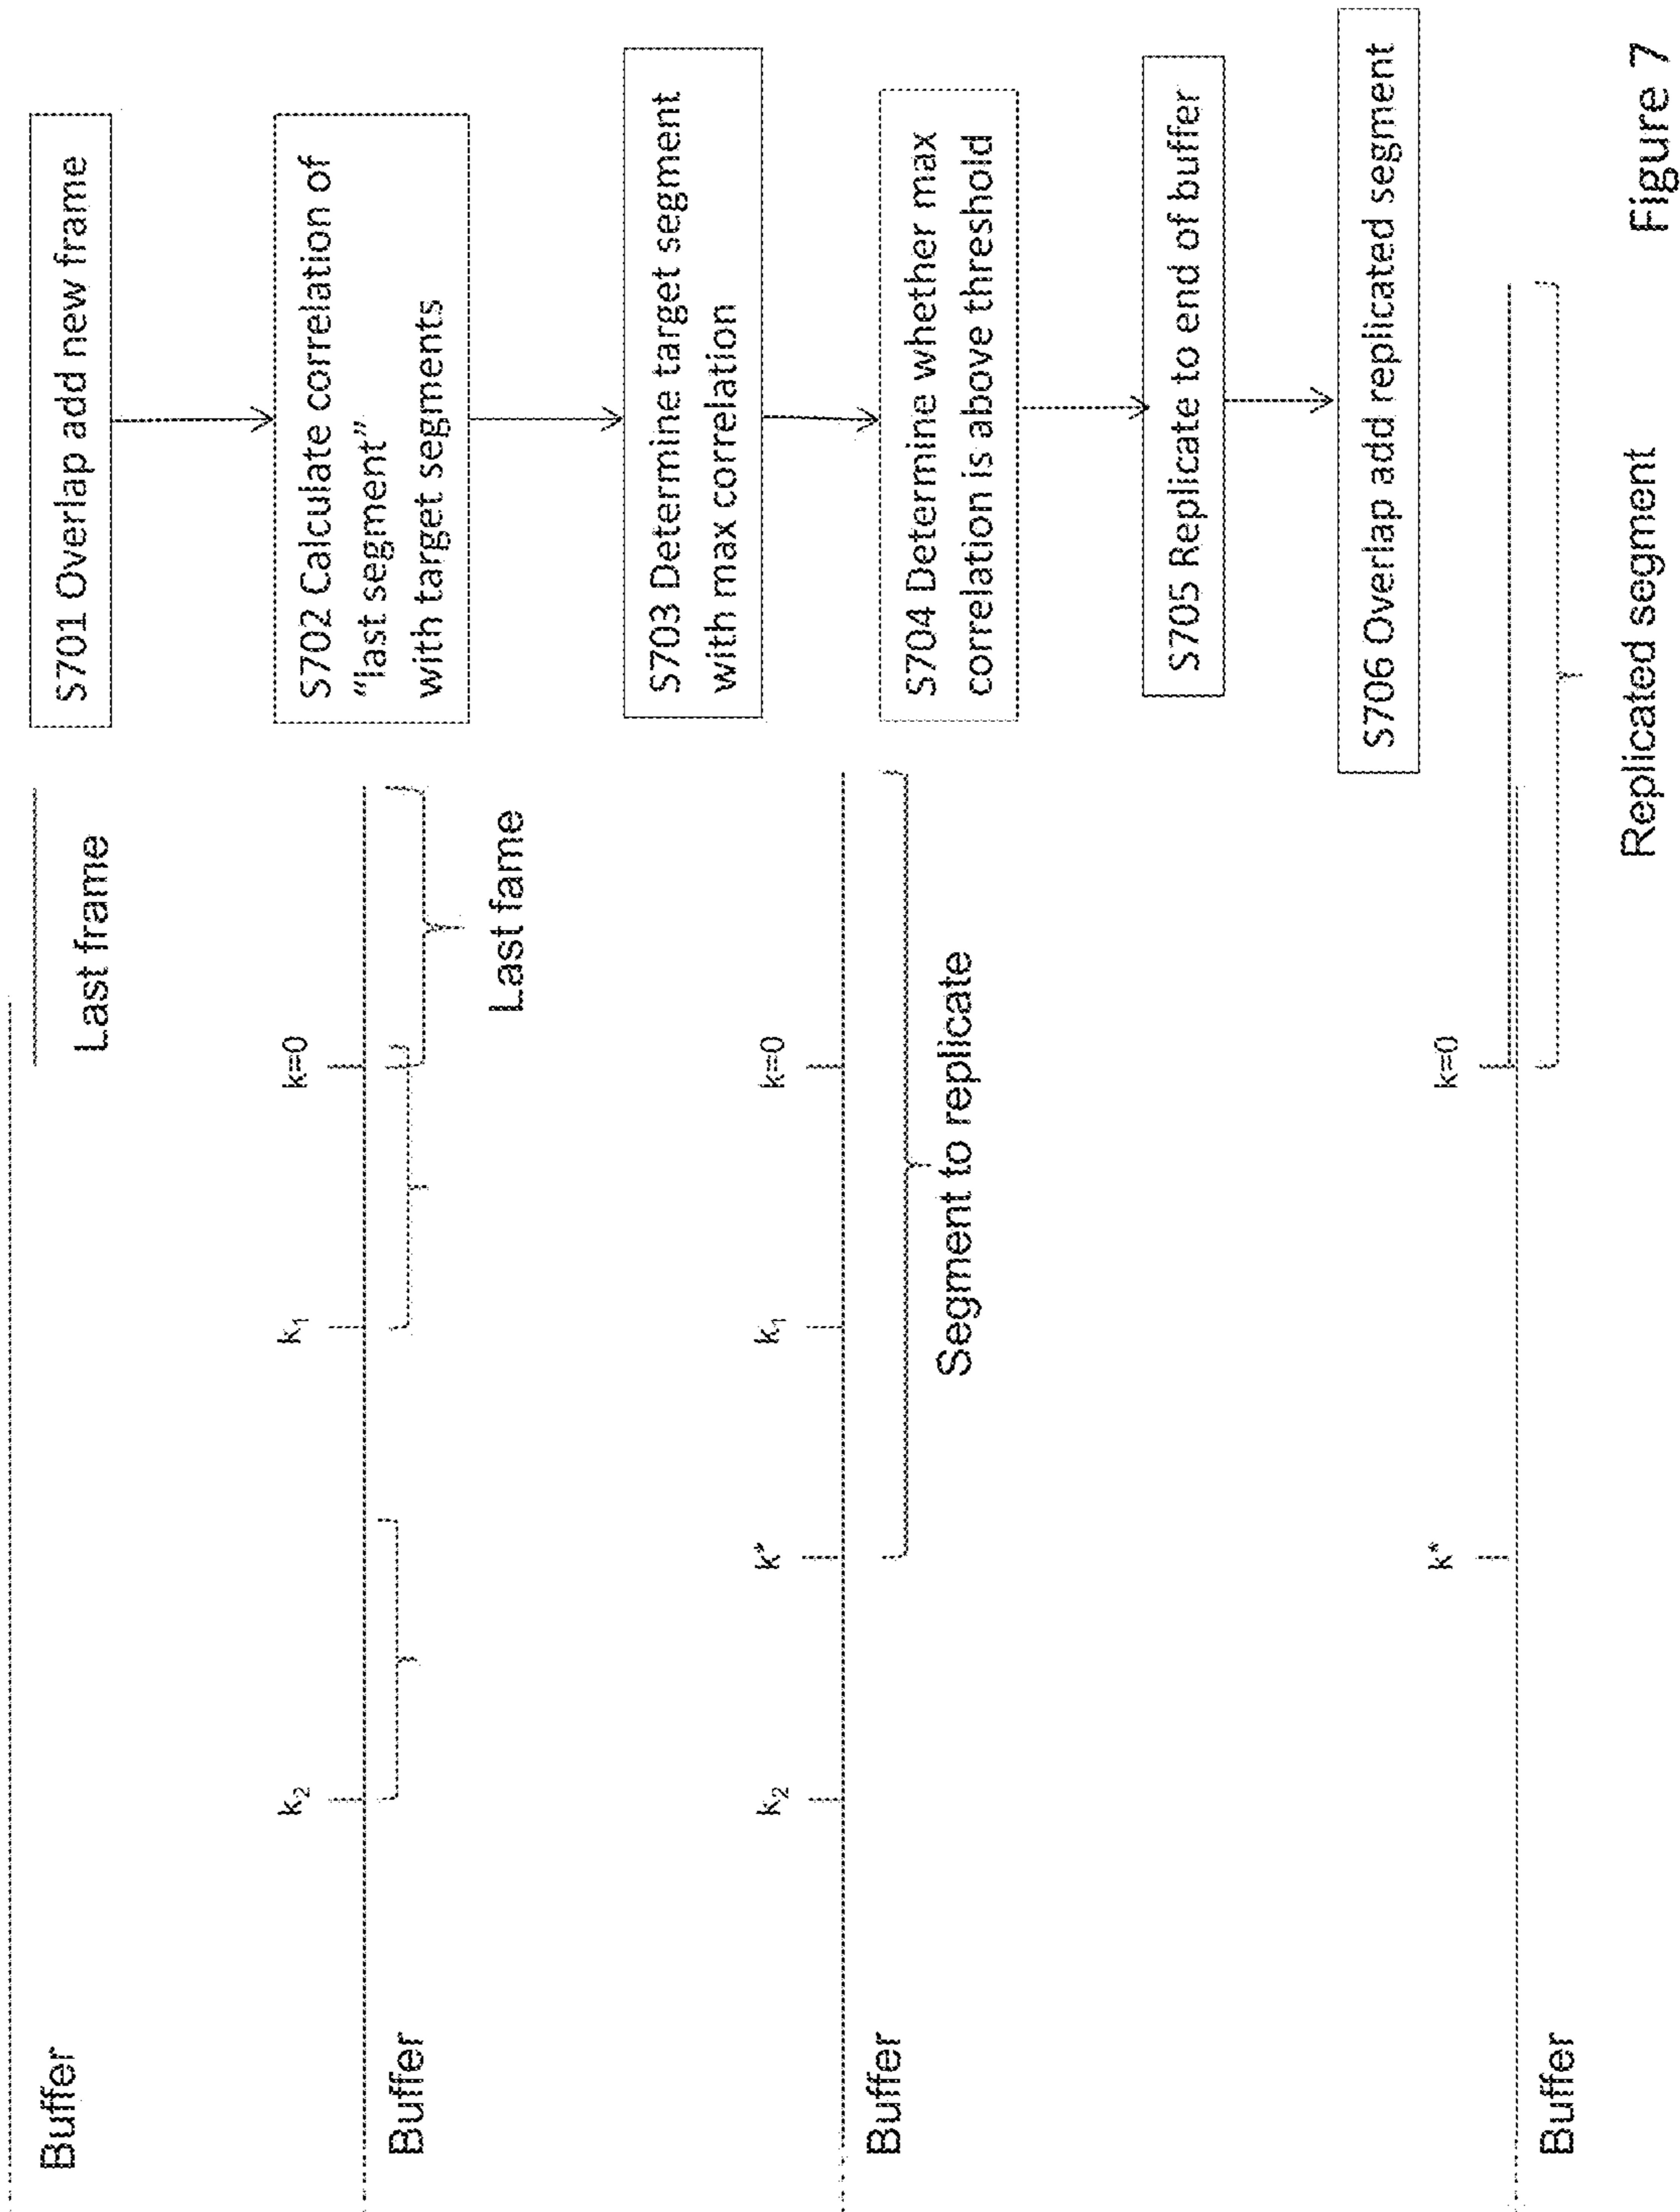 Last frame
S701 Overlap add new frame
Buffer
k₂
k₁
k=0
S702 Calculate correlation of
"last segment"
with target segments
Buffer
Last fame
S703 Determine target segment
with max correlation
k₂
k*
k₁
k=0
S704 Determine whether max
correlation is above threshold
Buffer
Segment to replicate
S705 Replicate to end of buffer
S706 Overlap add replicated segment
k*
k=0
Buffer
Replicated segment
Figure 7